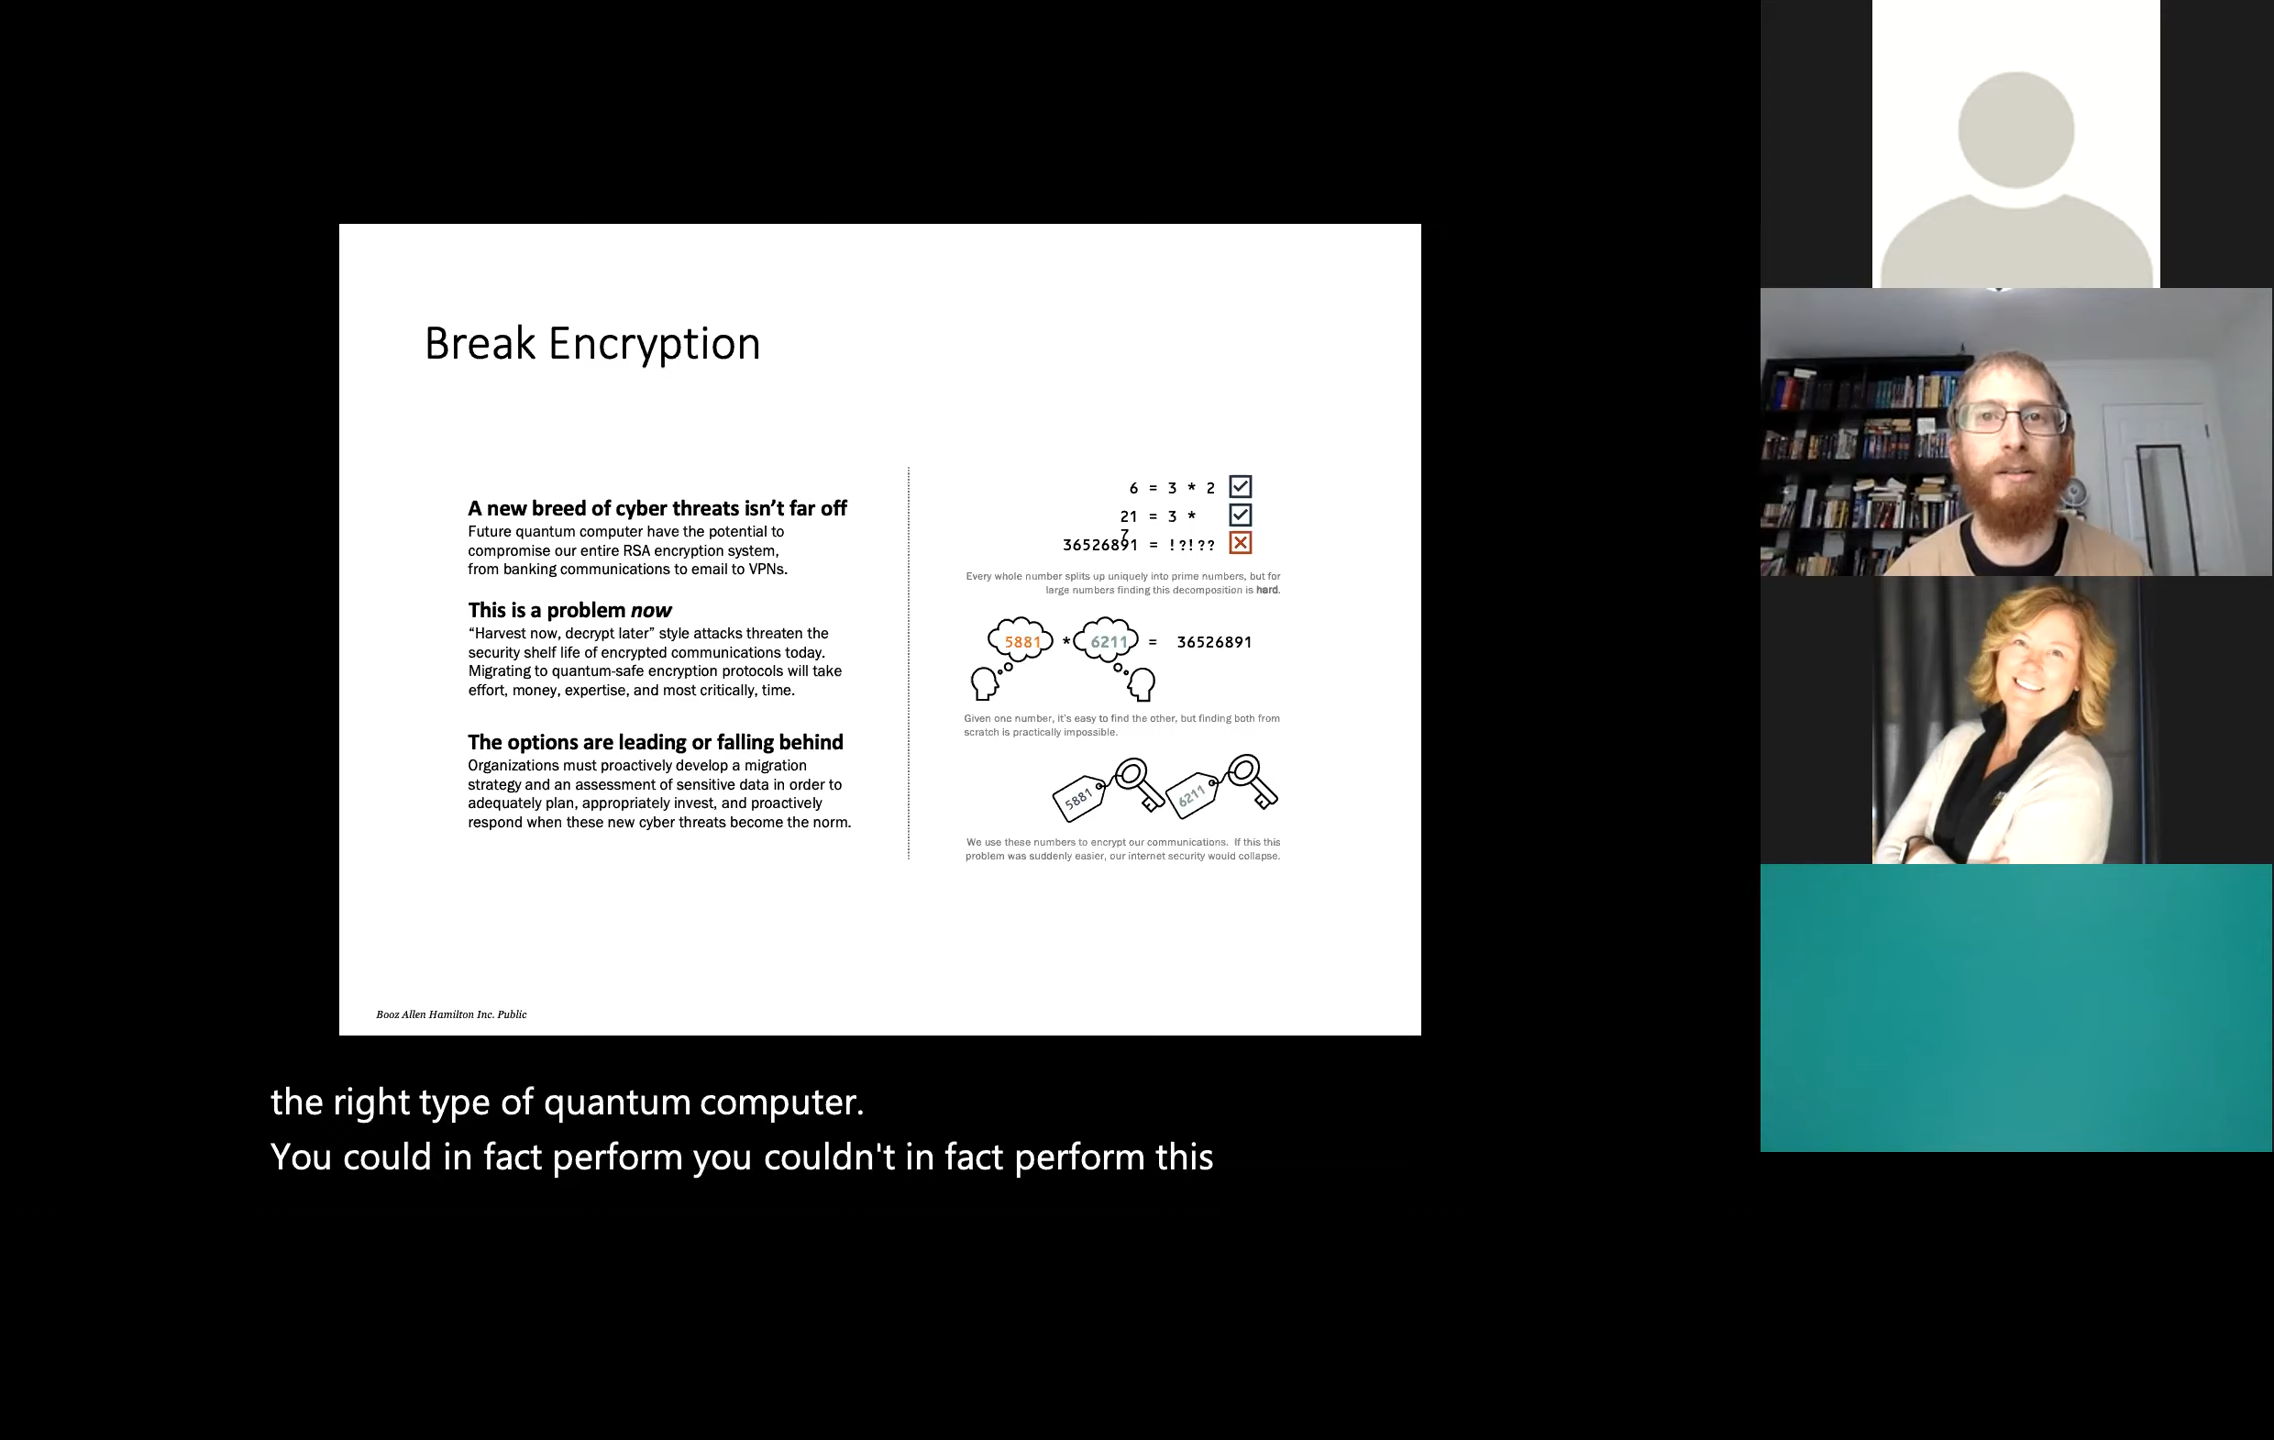 Break Encryption
A new breed of cyber threats isn't far off
Future quantum computer have the potential to
compromise our entire RSA encryption system,
from banking communications to email to VPNs.
This is a problem now
“Harvest now, decrypt later” style attacks threaten the
security shelf life of encrypted communications today.
Migrating to quantum-safe encryption protocols will take
effort, money, expertise, and most critically, time.
The options are leading or falling behind
Organizations must proactively develop a migration
strategy and an assessment of sensitive data in order to
adequately plan, appropriately invest, and proactively
respond when these new cyber threats become the norm.
6 = 3 * 2
21 = 3 *
7
36526891 = !?!??
Every whole number splits up uniquely into prime numbers, but for
large numbers finding this decomposition is hard.
5881 * 6211 = 36526891
Given one number, it's easy to find the other, but finding both from
scratch is practically impossible.
5881 6211
We use these numbers to encrypt our communications. If this this
problem was suddenly easier, our internet security would collapse.
Booz Allen Hamilton Inc. Public
the right type of quantum computer.
You could in fact perform you couldn't in fact perform this